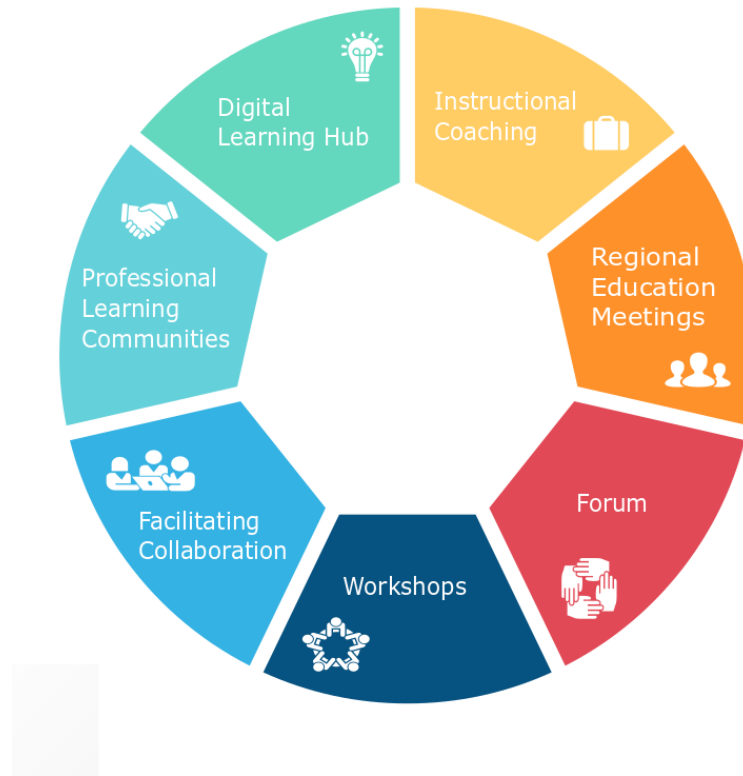 Digital
Learning Hub
Instructional
Coaching
Regional
Education
Meetings
Forum
Workshops
Facilitating
Collaboration
Professional
Learning
Communities